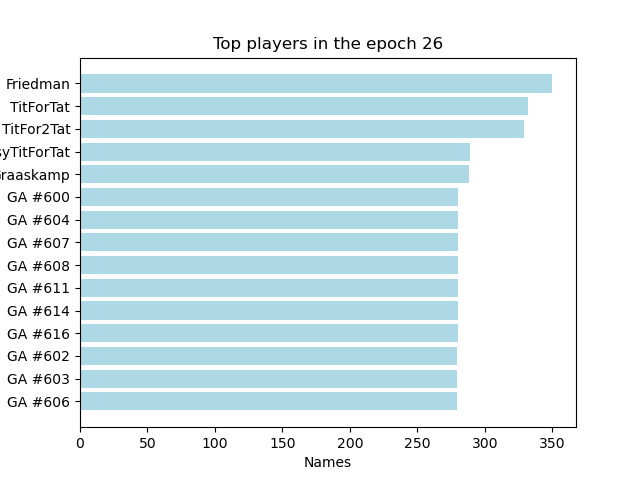 Top players in the epoch 26
Friedman
TitForTat
TitFor2Tat
syTitForTat
Graaskamp
GA #600
GA #604
GA #607
GA #608
GA #611
GA #614
GA #616
GA #602
GA #603
GA #606
0 50 100 150 200 250 300 350
Names